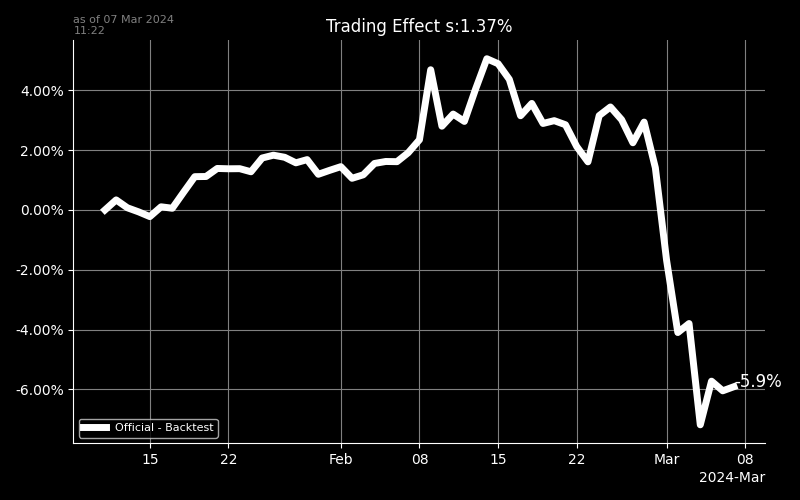 as of 07 Mar 2024
11:22
Trading Effect s:1.37%
4.00%
2.00%
0.00%
-2.00%
-4.00%
-6.00%
-5.9%
Official - Backtest
15 22 Feb 08 15 22 Mar 08
2024-Mar